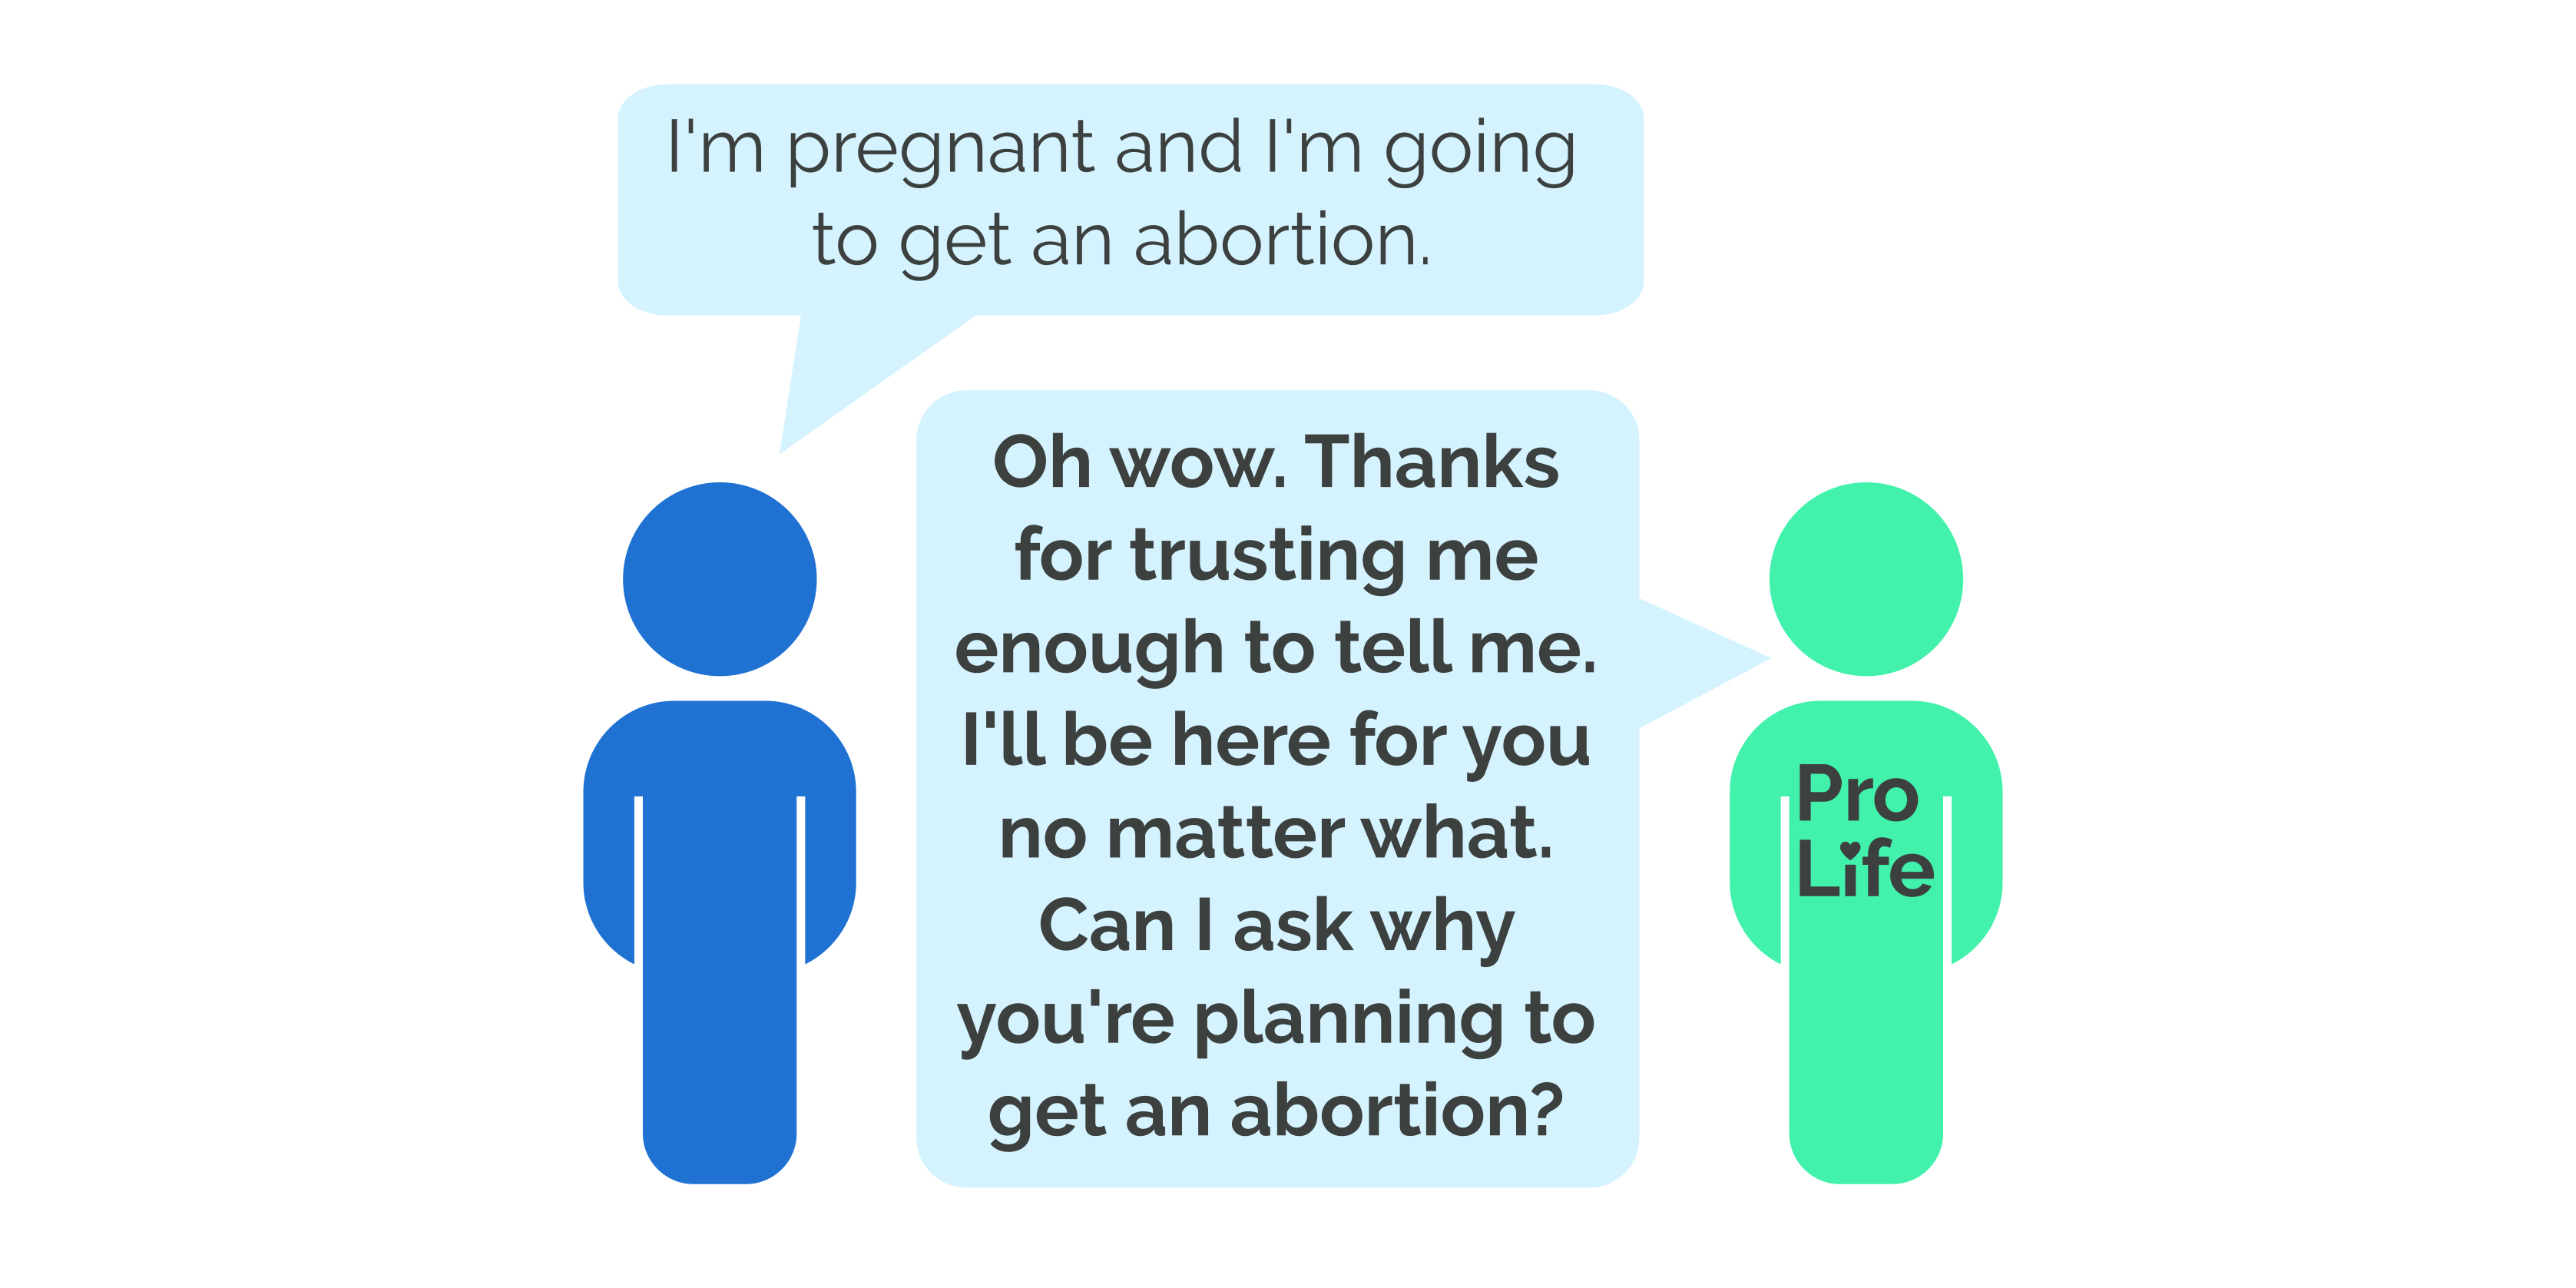 I'm pregnant and I'm going
to get an abortion.
Oh wow. Thanks
for trusting me
enough to tell me.
I'll be here for you
no matter what.
Can I ask why
you're planning to
get an abortion?
Pro
Life